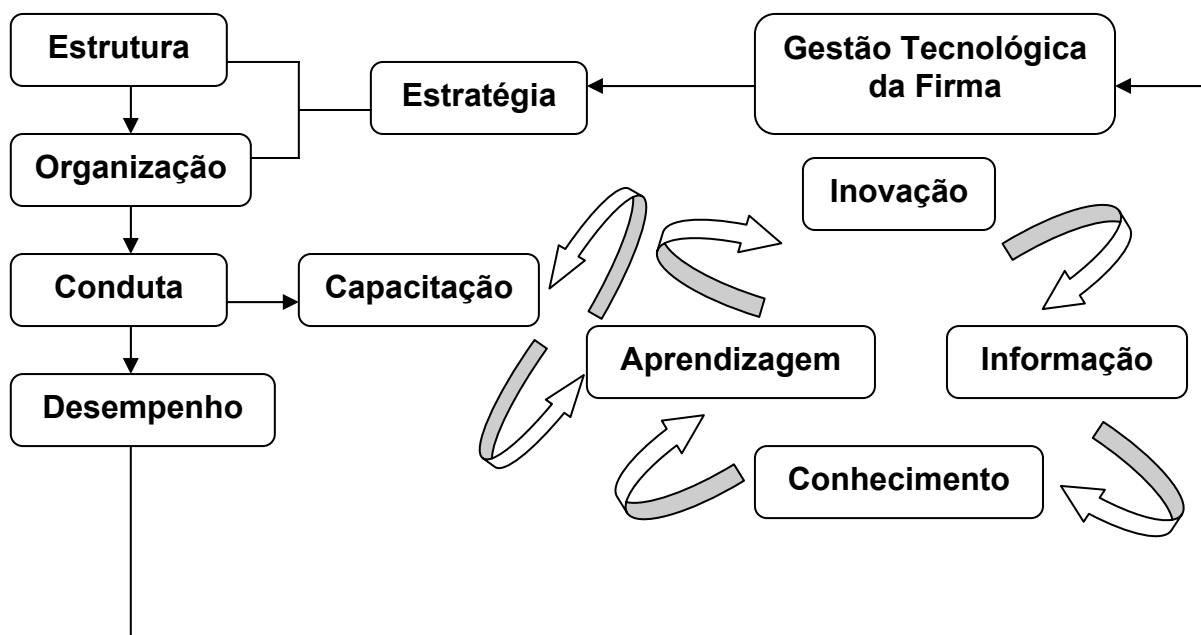 Estrutura
Gestão Tecnológica
da Firma
Estratégia
Organização
Inovação
Conduta
Capacitação
Aprendizagem
Informação
Desempenho
Conhecimento